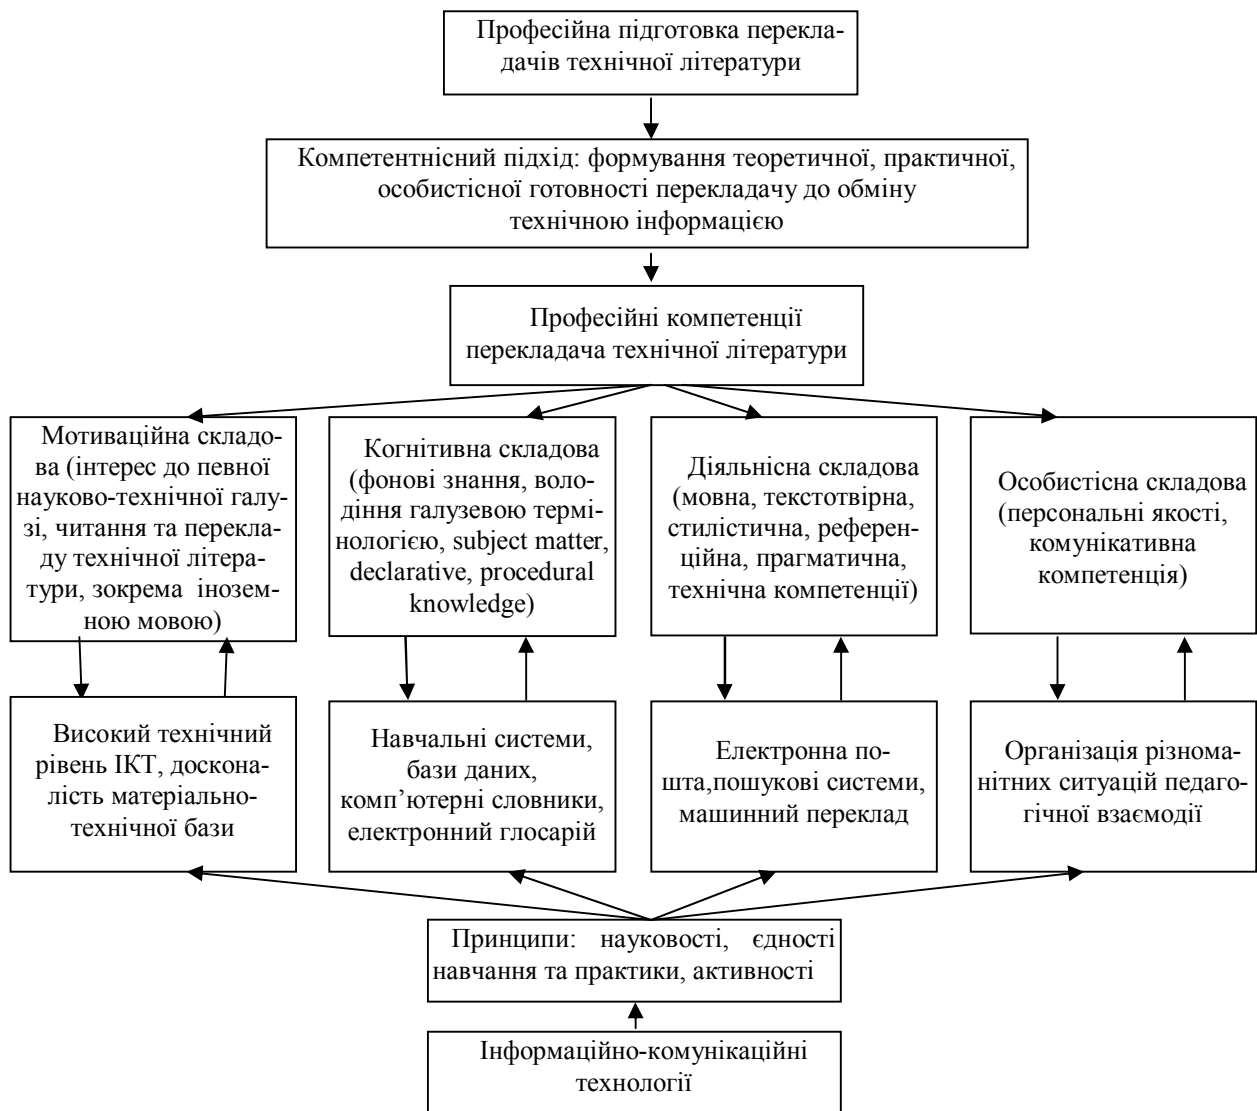 Професійна підготовка перекла-
дачів технічної літератури
Компетентнісний підхід: формування теоретичної, практичної,
особистісної готовності перекладачу до обміну
технічною інформацією
Професійні компетенції
перекладача технічної літератури
Мотиваційна складо-
ва (інтерес до певної
науково-технічної галу-
зі, читання та перекла-
ду технічної літера-
тури, зокрема  інозем-
ною мовою)
Когнітивна складова
(фонові знання, воло-
діння галузевою термі-
нологією, subject matter,
declarative, procedural
knowledge)
Діяльнісна складова
(мовна, текстотвірна,
стилістична, референ-
ційна, прагматична,
технічна компетенції)
Особистісна складова
(персональні якості,
комунікативна
компетенція)
Високий технічний
рівень ІКТ, доскона-
лість матеріально-
технічної бази
Навчальні системи,
бази даних,
комп’ютерні словники,
електронний глосарій
Електронна по-
шта,пошукові системи,
машинний переклад
Організація різнома-
нітних ситуацій педаго-
гічної взаємодії
Принципи: науковості, єдності
навчання та практики, активності
Інформаційно-комунікаційні
технології